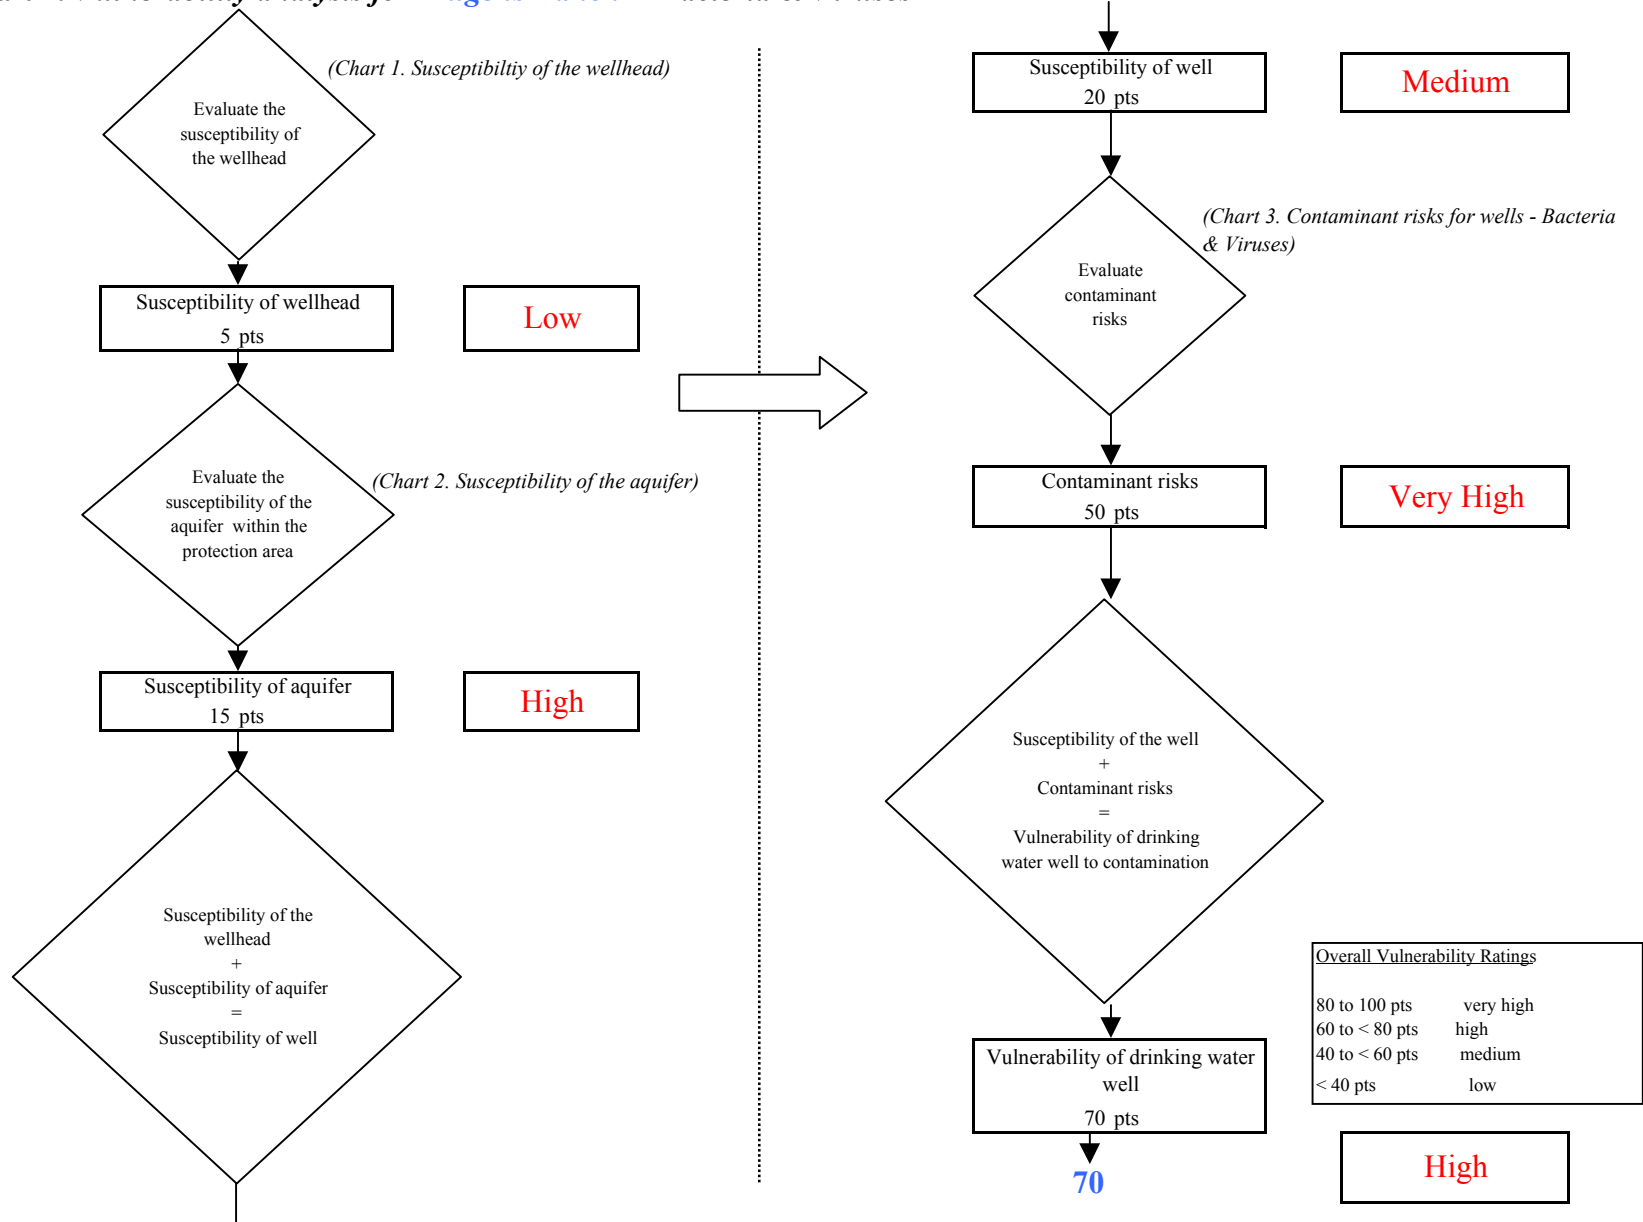 Vulnerability analysis for
Bacteria & Viruses
(Chart 1. Susceptibiltiy of the wellhead)
Evaluate the
susceptibility of
the wellhead
Susceptibility of wellhead
5 pts
Low
Evaluate the
susceptibility of the
aquifer within the
protection area
(Chart 2. Susceptibility of the aquifer)
Susceptibility of aquifer
15 pts
High
Susceptibility of the
wellhead
+
Susceptibility of aquifer
=
Susceptibility of well
Susceptibility of well
20 pts
Medium
(Chart 3. Contaminant risks for wells - Bacteria
& Viruses)
Evaluate
contaminant
risks
Contaminant risks
50 pts
Very High
Susceptibility of the well
+
Contaminant risks
=
Vulnerability of drinking
water well to contamination
Overall Vulnerability Ratings
80 to 100 pts very high
60 to < 80 pts high
40 to < 60 pts medium
< 40 pts low
Vulnerability of drinking water
well
70 pts
70
High